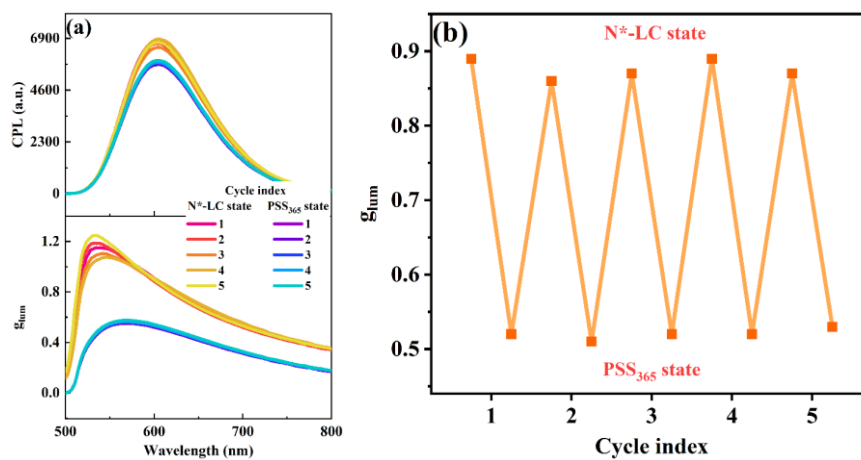 (a)
6900
4600
2300
0
CPL (a.u.)
Cycle index
N*-LC state PSS365 state
1 1
2 2
3 3
4 4
5 5
1.2
0.8
0.4
0.0
glum
500 600 700 800
Wavelength (nm)
(b)
N*-LC state
0.9
0.8
0.7
0.6
0.5
glum
PSS365 state
1 2 3 4 5
Cycle index